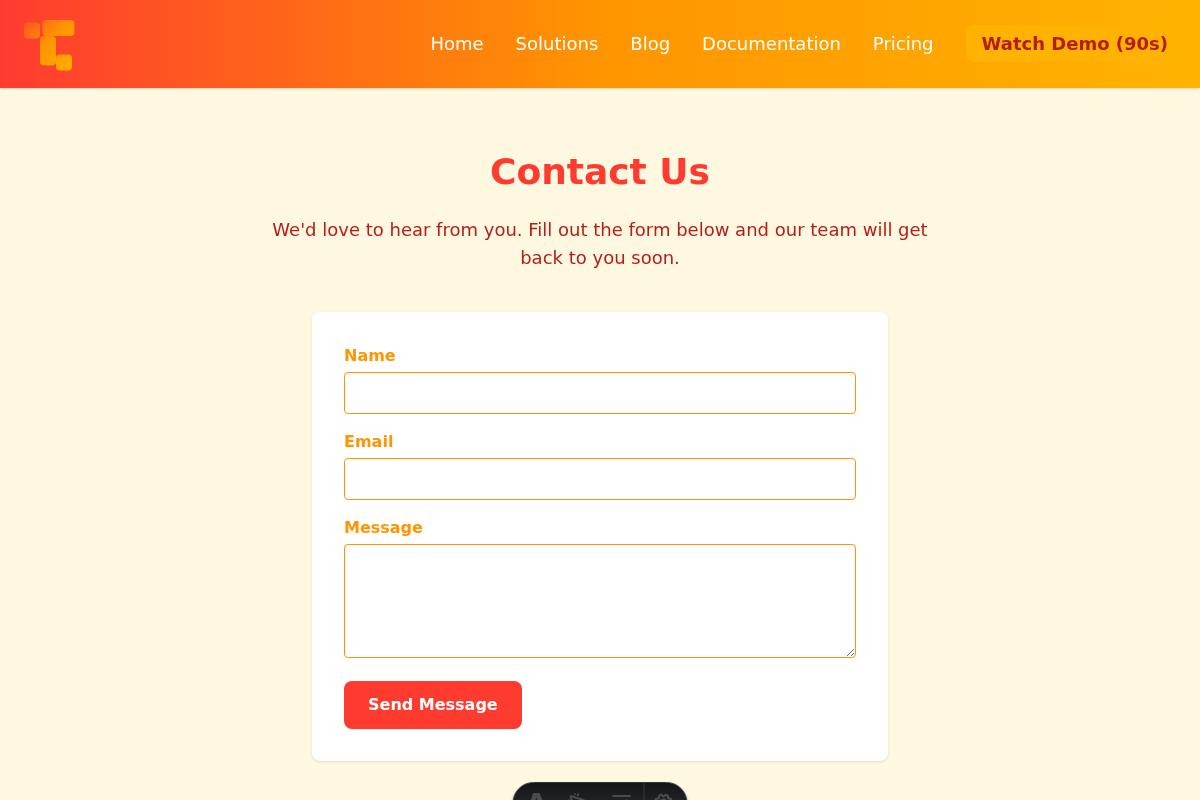 Home Solutions Blog Documentation Pricing Watch Demo (90s)
Contact Us
We'd love to hear from you. Fill out the form below and our team will get
back to you soon.
Name
Email
Message
Send Message